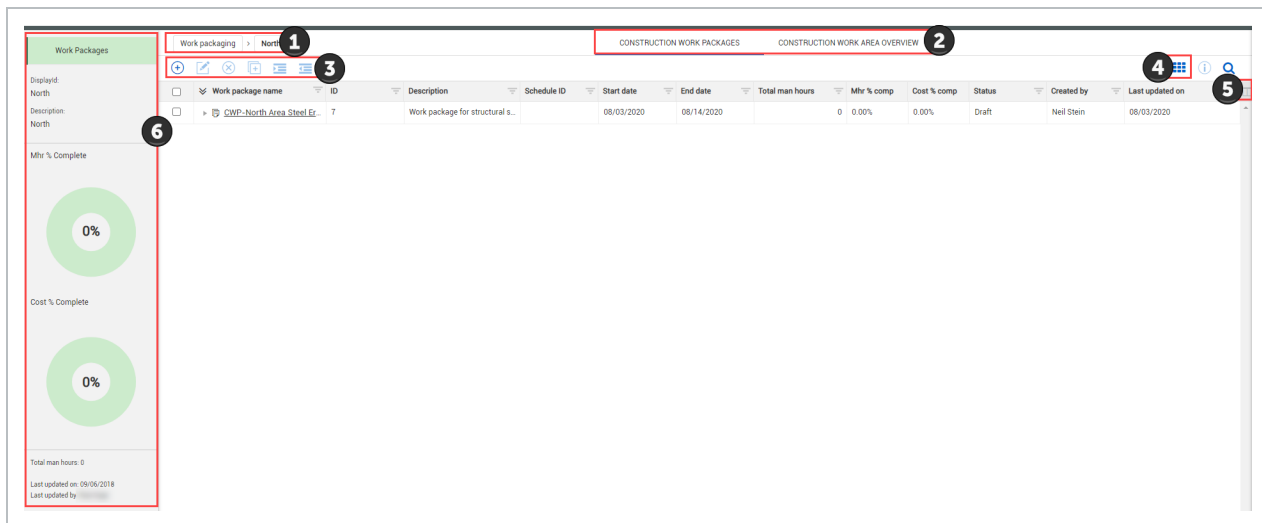 Work Packages
DisplayId:
North
Description:
North
6
Mhr % Complete
0%
Cost % Complete
0%
Total man hours: 0
Last updated on: 09/06/2018
Last updated by
Work packaging > North
1
CONSTRUCTION WORK PACKAGES CONSTRUCTION WORK AREA OVERVIEW
2
3
4
5
Work package name ID Description Schedule ID Start date End date Total man hours Mhr % comp Cost % comp Status Created by Last updated on
CWP-North Area Steel Er... 7 Work package for structural s... 08/03/2020 08/14/2020 0 0.00% 0.00% Draft Neil Stein 08/03/2020